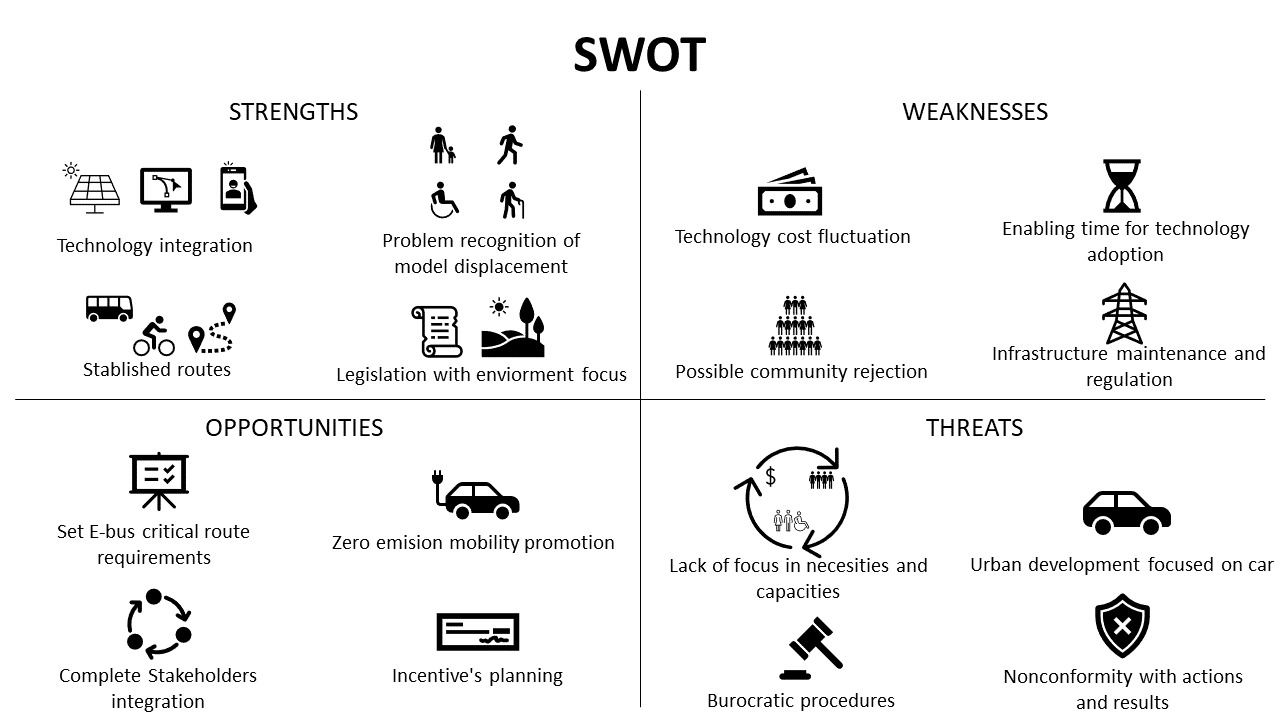 SWOT
STRENGTHS
Technology integration
Problem recognition of
model displacement
Stablished routes
Legislation with enviorment focus
WEAKNESSES
Technology cost fluctuation
Enabling time for technology
adoption
Possible community rejection
Infrastructure maintenance and
regulation
OPPORTUNITIES
Set E-bus critical route
requirements
Zero emision mobility promotion
Complete Stakeholders
integration
Incentive's planning
THREATS
$
Lack of focus in necesities and
capacities
Urban development focused on car
Burocratic procedures
Nonconformity with actions
and results